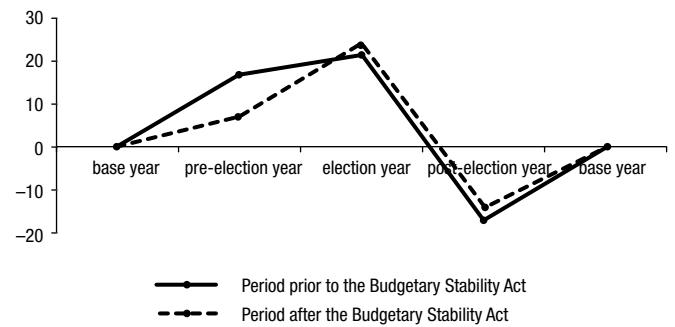 30
20
10
0
–10
–20
base year pre-election year election year post-election year base year
Period prior to the Budgetary Stability Act
Period after the Budgetary Stability Act